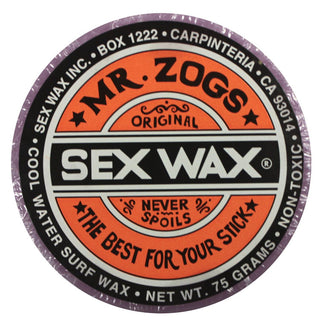 SEX WAX INC. • BOX 1222 • CARPINTERIA • CA 93014 •
MR. ZOGS
ORIGINAL
SEX WAX®
NEVER
SPOILS
★THE BEST FOR YOUR STICK★
COOL WATER SURF WAX • NET WT. 75 GRAMS • NON-TOXIC •